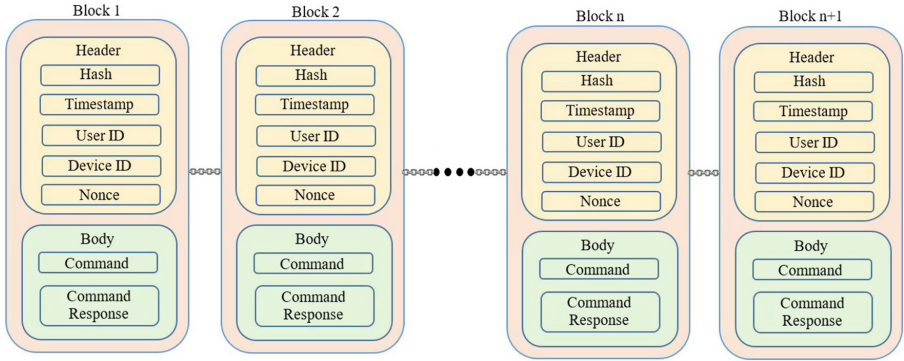 Block 1
Header
Hash
Timestamp
User ID
Device ID
Nonce
Body
Command
Command
Response
Block 2
Header
Hash
Timestamp
User ID
Device ID
Nonce
Body
Command
Command
Response
Block n
Header
Hash
Timestamp
User ID
Device ID
Nonce
Body
Command
Command
Response
Block n+1
Header
Hash
Timestamp
User ID
Device ID
Nonce
Body
Command
Command
Response